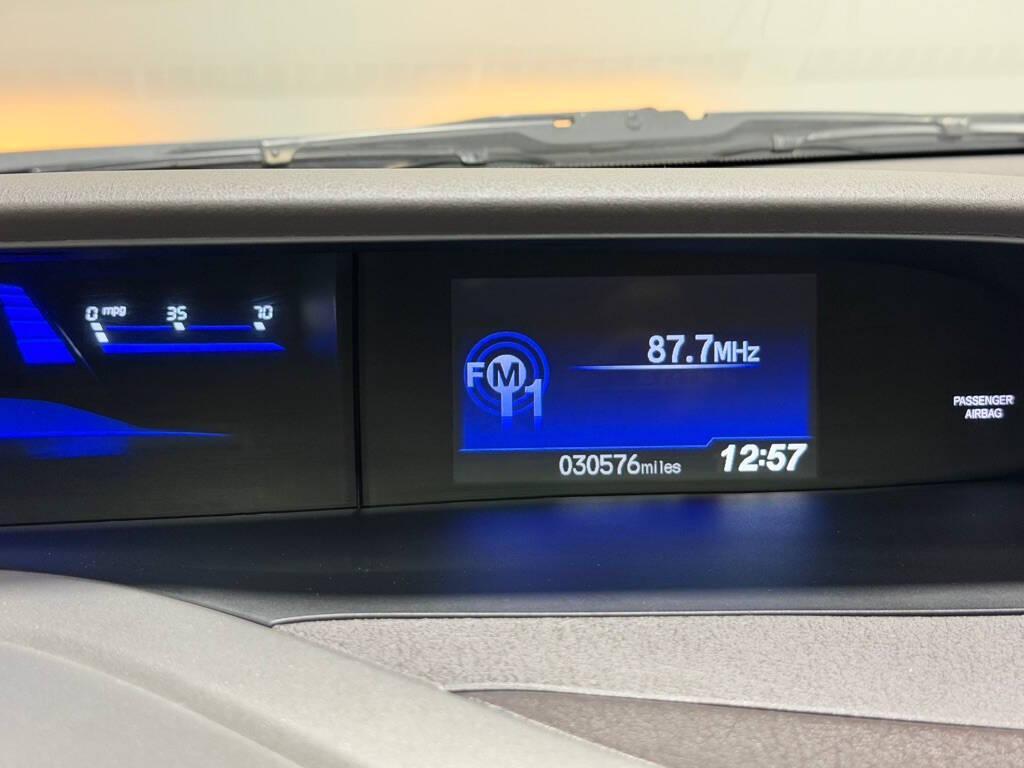 0 mpg 35 70
87.7MHz
FM1
PASSENGER
AIRBAG
030576miles 12:57